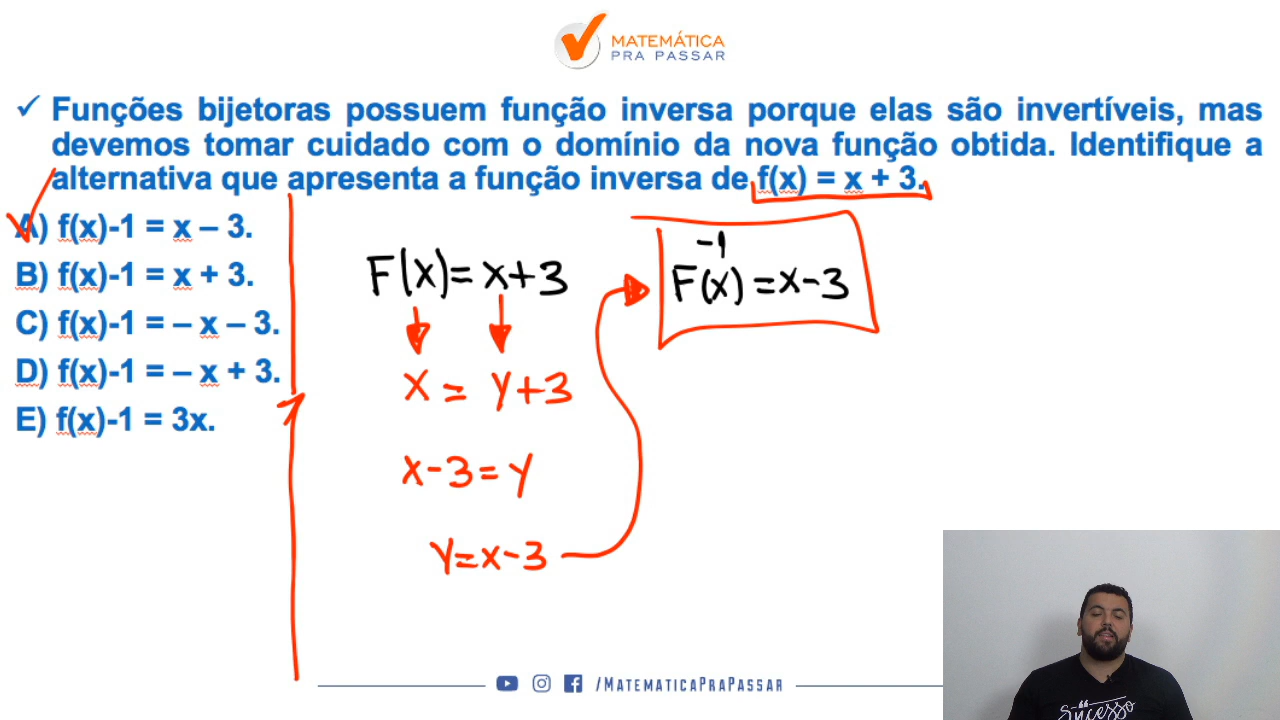 MATEMÁTICA
PRA PASSAR
✓ Funções bijetoras possuem função inversa porque elas são invertíveis, mas
devemos tomar cuidado com o domínio da nova função obtida. Identifique a
alternativa que apresenta a função inversa de f(x) = x + 3.
A) f(x)-1 = x – 3.
B) f(x)-1 = x + 3.
C) f(x)-1 = – x – 3.
D) f(x)-1 = – x + 3.
E) f(x)-1 = 3x.
F(x)=x+3
x = y+3
x-3=y
y=x-3
F⁻¹(x)=x-3
/MatematicaPraPassar
Sucesso